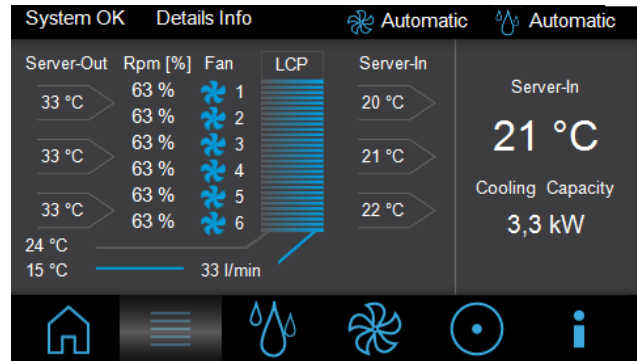 System OK Details Info Automatic Automatic
Server-Out Rpm [%] Fan LCP Server-In
63 % 1
33 °C 63 % 2 20 °C
63 % 3
33 °C 63 % 4 21 °C
63 % 5
33 °C 63 % 6 22 °C
24 °C
15 °C 33 l/min
Server-In
21 °C
Cooling Capacity
3,3 kW
i